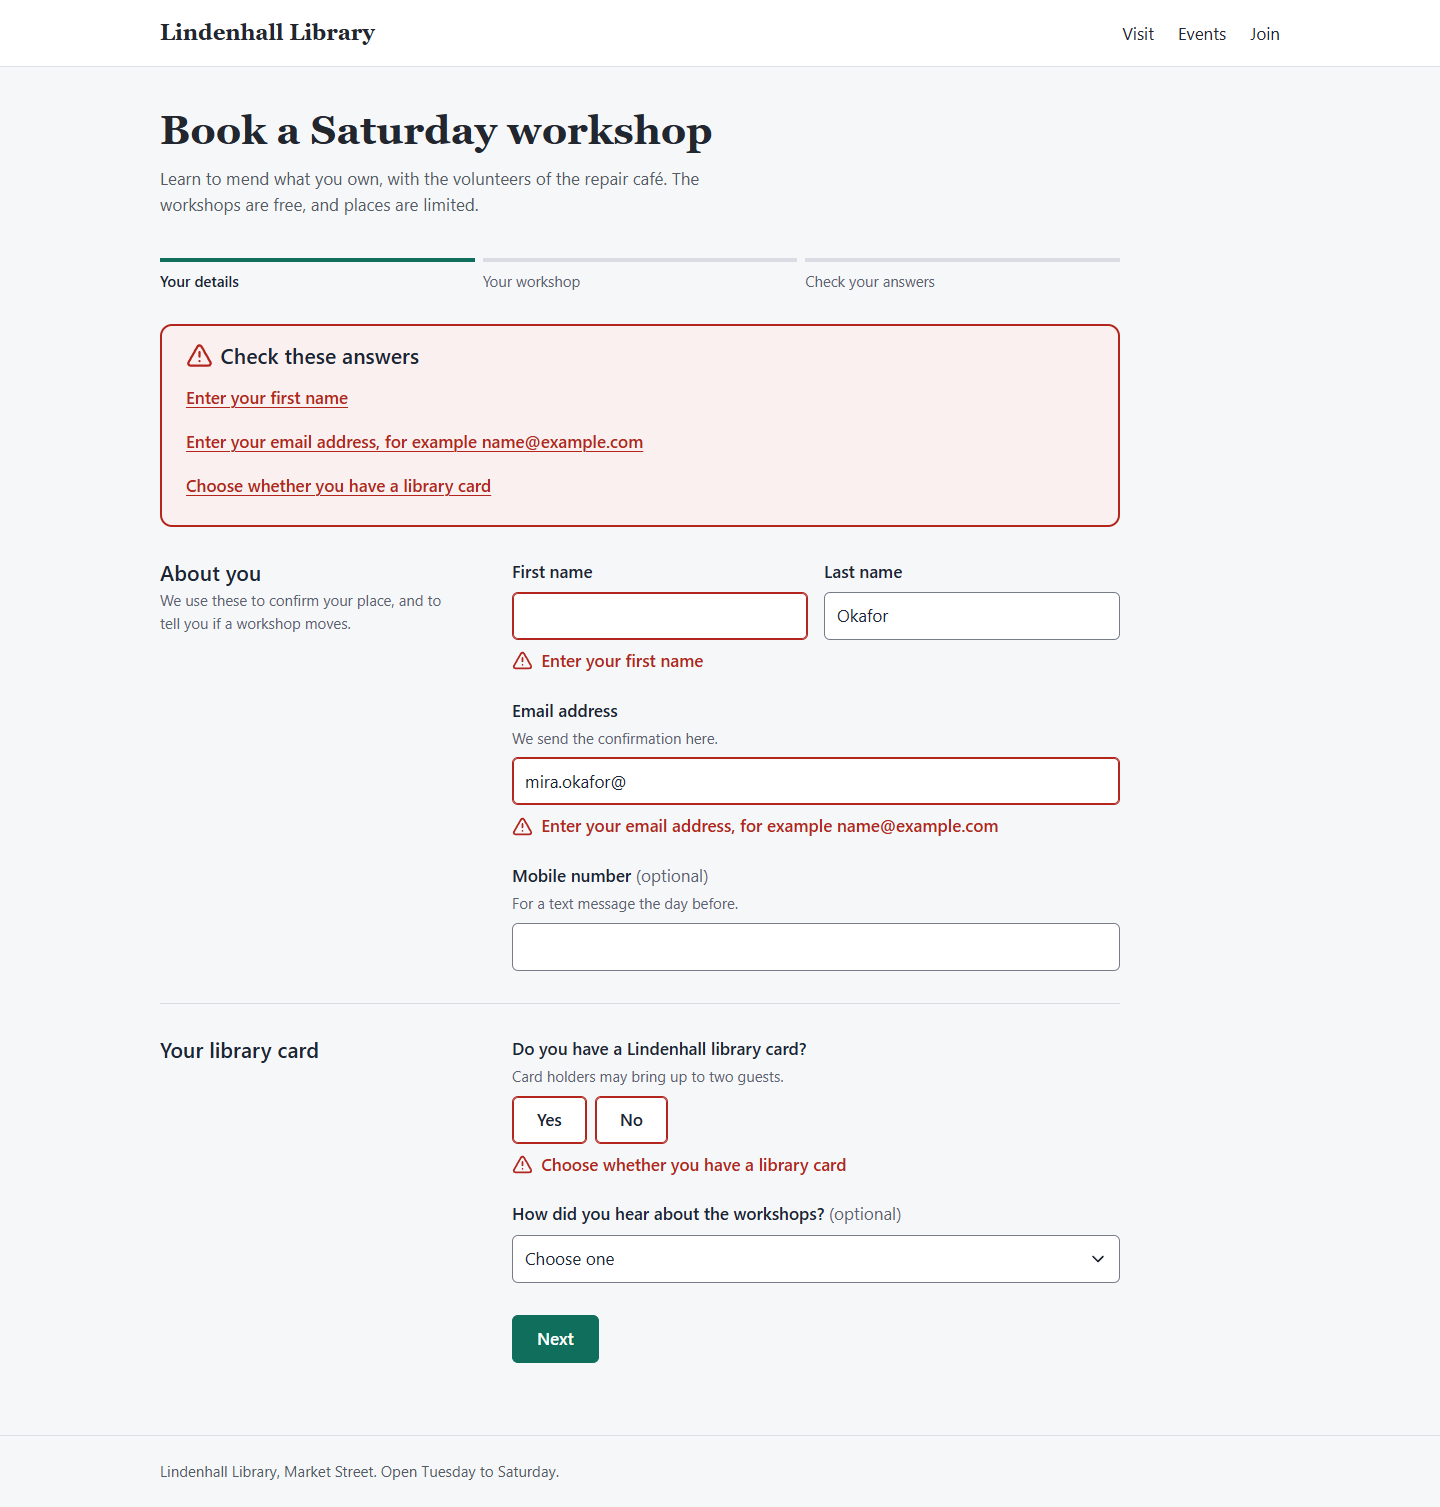 Lindenhall Library
Visit
Events
Join
Book a Saturday workshop
Learn to mend what you own, with the volunteers of the repair café. The
workshops are free, and places are limited.
Your details
Your workshop
Check your answers
Check these answers
Enter your first name
Enter your email address, for example name@example.com
Choose whether you have a library card
About you
We use these to confirm your place, and to
tell you if a workshop moves.
First name
Last name
Okafor
Enter your first name
Email address
We send the confirmation here.
mira.okafor@
Enter your email address, for example name@example.com
Mobile number (optional)
For a text message the day before.
Your library card
Do you have a Lindenhall library card?
Card holders may bring up to two guests.
Yes
No
Choose whether you have a library card
How did you hear about the workshops? (optional)
Choose one
Next
Lindenhall Library, Market Street. Open Tuesday to Saturday.